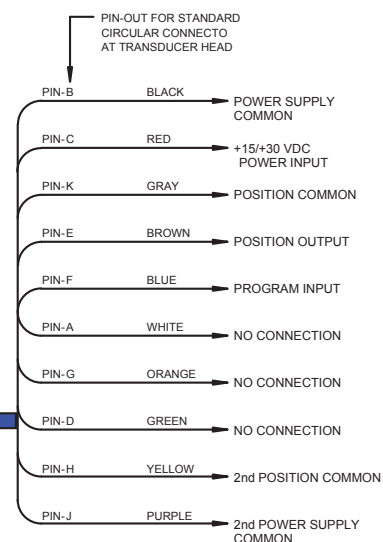 PIN-OUT FOR STANDARD
CIRCULAR CONNECTO
AT TRANSDUCER HEAD
PIN-B BLACK POWER SUPPLY
COMMON
PIN-C RED +15/+30 VDC
POWER INPUT
PIN-K GRAY POSITION COMMON
PIN-E BROWN POSITION OUTPUT
PIN-F BLUE PROGRAM INPUT
PIN-A WHITE NO CONNECTION
PIN-G ORANGE NO CONNECTION
PIN-D GREEN NO CONNECTION
PIN-H YELLOW 2nd POSITION COMMON
PIN-J PURPLE 2nd POWER SUPPLY
COMMON